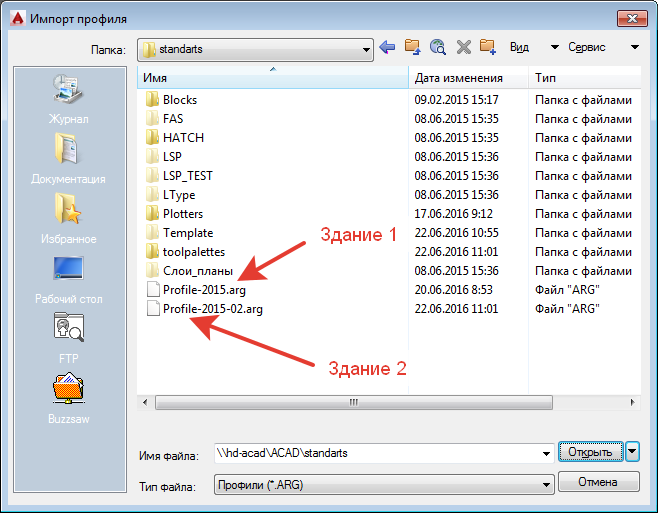 Импорт профиля
Папка: standarts Вид Сервис
Имя Дата изменения Тип
Blocks 09.02.2015 15:17 Папка с файлами
FAS 08.06.2015 15:35 Папка с файлами
HATCH 08.06.2015 15:35 Папка с файлами
LSP 08.06.2015 15:36 Папка с файлами
LSP_TEST 08.06.2015 15:36 Папка с файлами
LType 08.06.2015 15:36 Папка с файлами
Plotters 17.06.2016 9:12 Папка с файлами
Template 22.06.2016 10:55 Папка с файлами
toolpalettes 22.06.2016 11:01 Папка с файлами
Слои_планы 08.06.2015 15:36 Папка с файлами
Profile-2015.arg 20.06.2016 8:53 Файл "ARG"
Profile-2015-02.arg 22.06.2016 11:01 Файл "ARG"
Здание 1
Здание 2
Журнал
Документация
Избранное
Рабочий стол
FTP
Buzzsaw
Имя файла: \\hd-acad\ACAD\standarts Открыть
Тип файла: Профили (*.ARG) Отмена